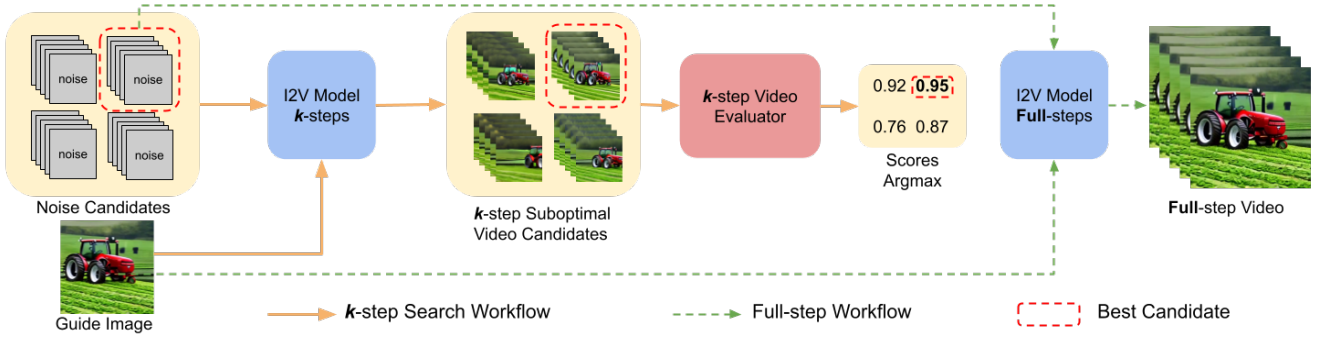 noise
noise
noise
noise
Noise Candidates
Guide Image
I2V Model
k-steps
k-step Suboptimal
Video Candidates
k-step Video
Evaluator
0.92 0.95
0.76 0.87
Scores
Argmax
I2V Model
Full-steps
Full-step Video
k-step Search Workflow
Full-step Workflow
Best Candidate